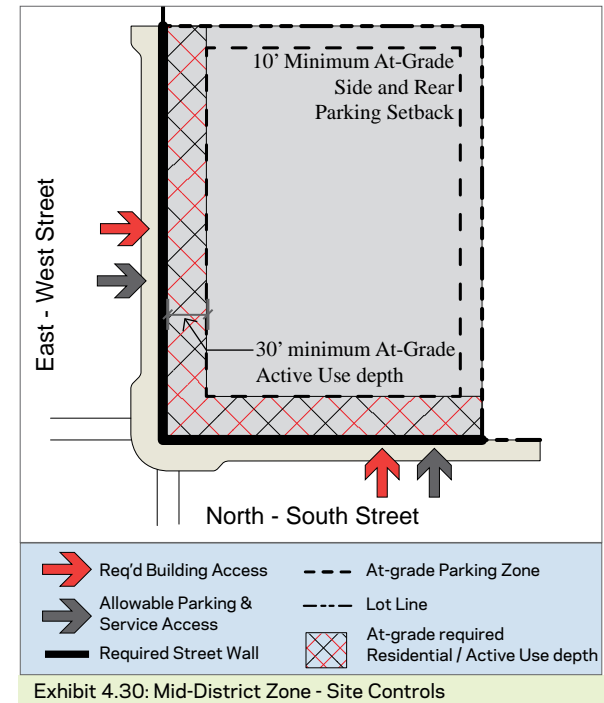 10’ Minimum At-Grade
Side and Rear
Parking Setback
East - West Street
30’ minimum At-Grade
Active Use depth
North - South Street
Req’d Building Access
Allowable Parking &
Service Access
Required Street Wall
At-grade Parking Zone
Lot Line
At-grade required
Residential / Active Use depth
Exhibit 4.30: Mid-District Zone - Site Controls